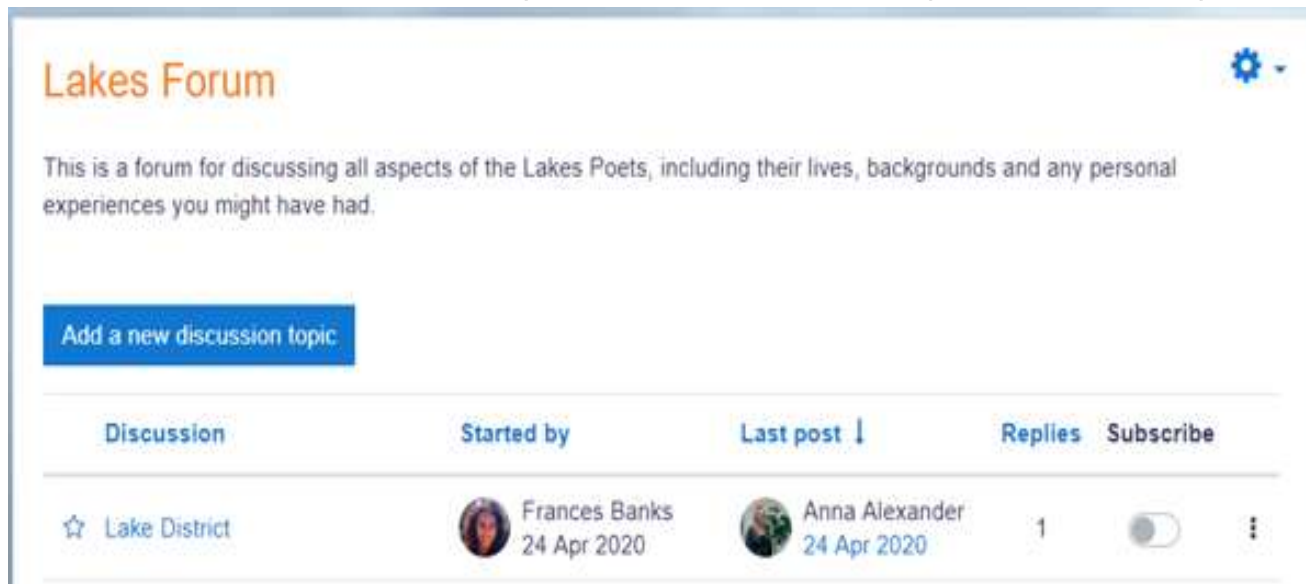 Lakes Forum
This is a forum for discussing all aspects of the Lakes Poets, including their lives, backgrounds and any personal
experiences you might have had.
Add a new discussion topic
Discussion Started by Last post ↓ Replies Subscribe
Lake District Frances Banks Anna Alexander 1
24 Apr 2020 24 Apr 2020